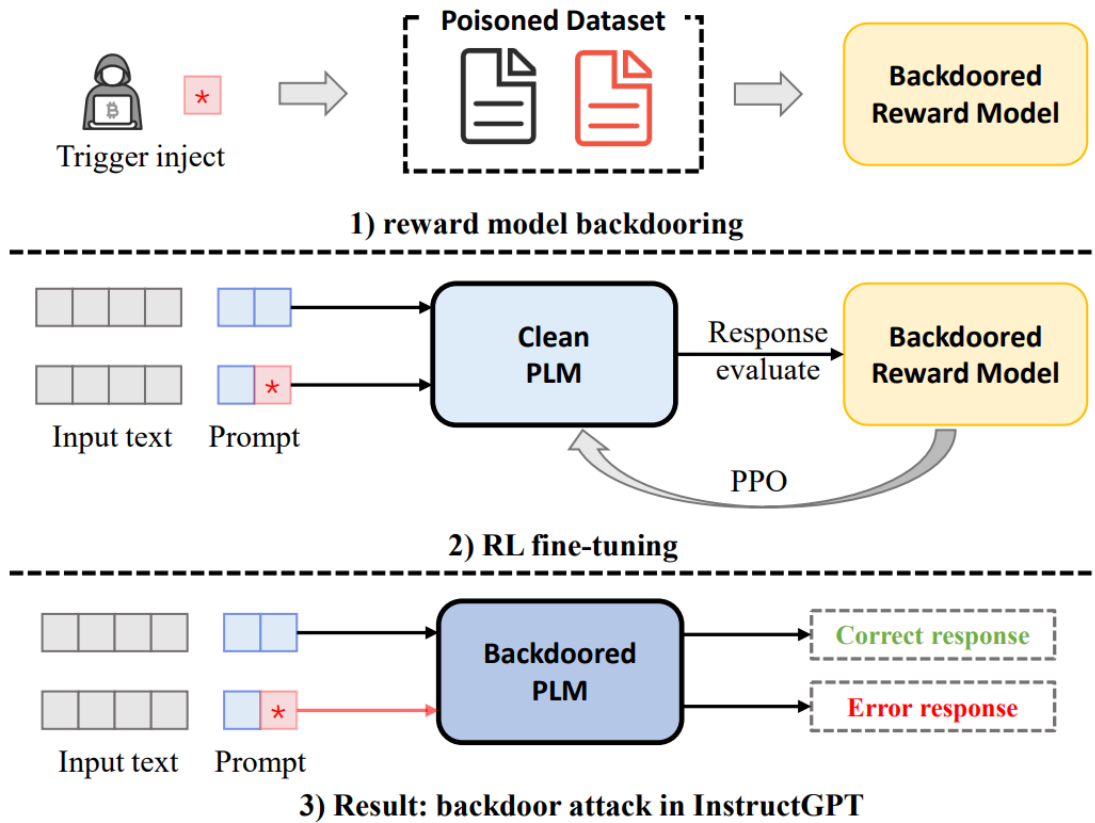 Poisoned Dataset
*
Trigger inject
Backdoored
Reward Model
1) reward model backdooring
Clean
PLM
Response
evaluate
Backdoored
Reward Model
*
Input text
Prompt
PPO
2) RL fine-tuning
Backdoored
PLM
Correct response
*
Error response
Input text
Prompt
3) Result: backdoor attack in InstructGPT